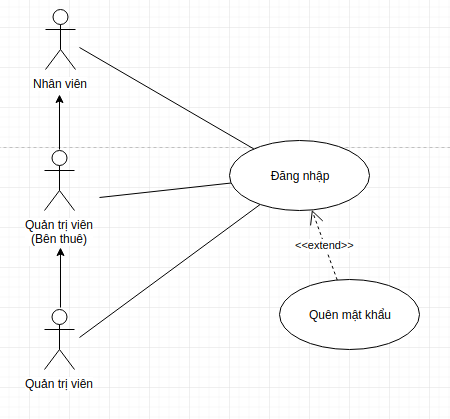 Nhân viên
Đăng nhập
Quản trị viên
(Bên thuê)
<<extend>>
Quên mật khẩu
Quản trị viên